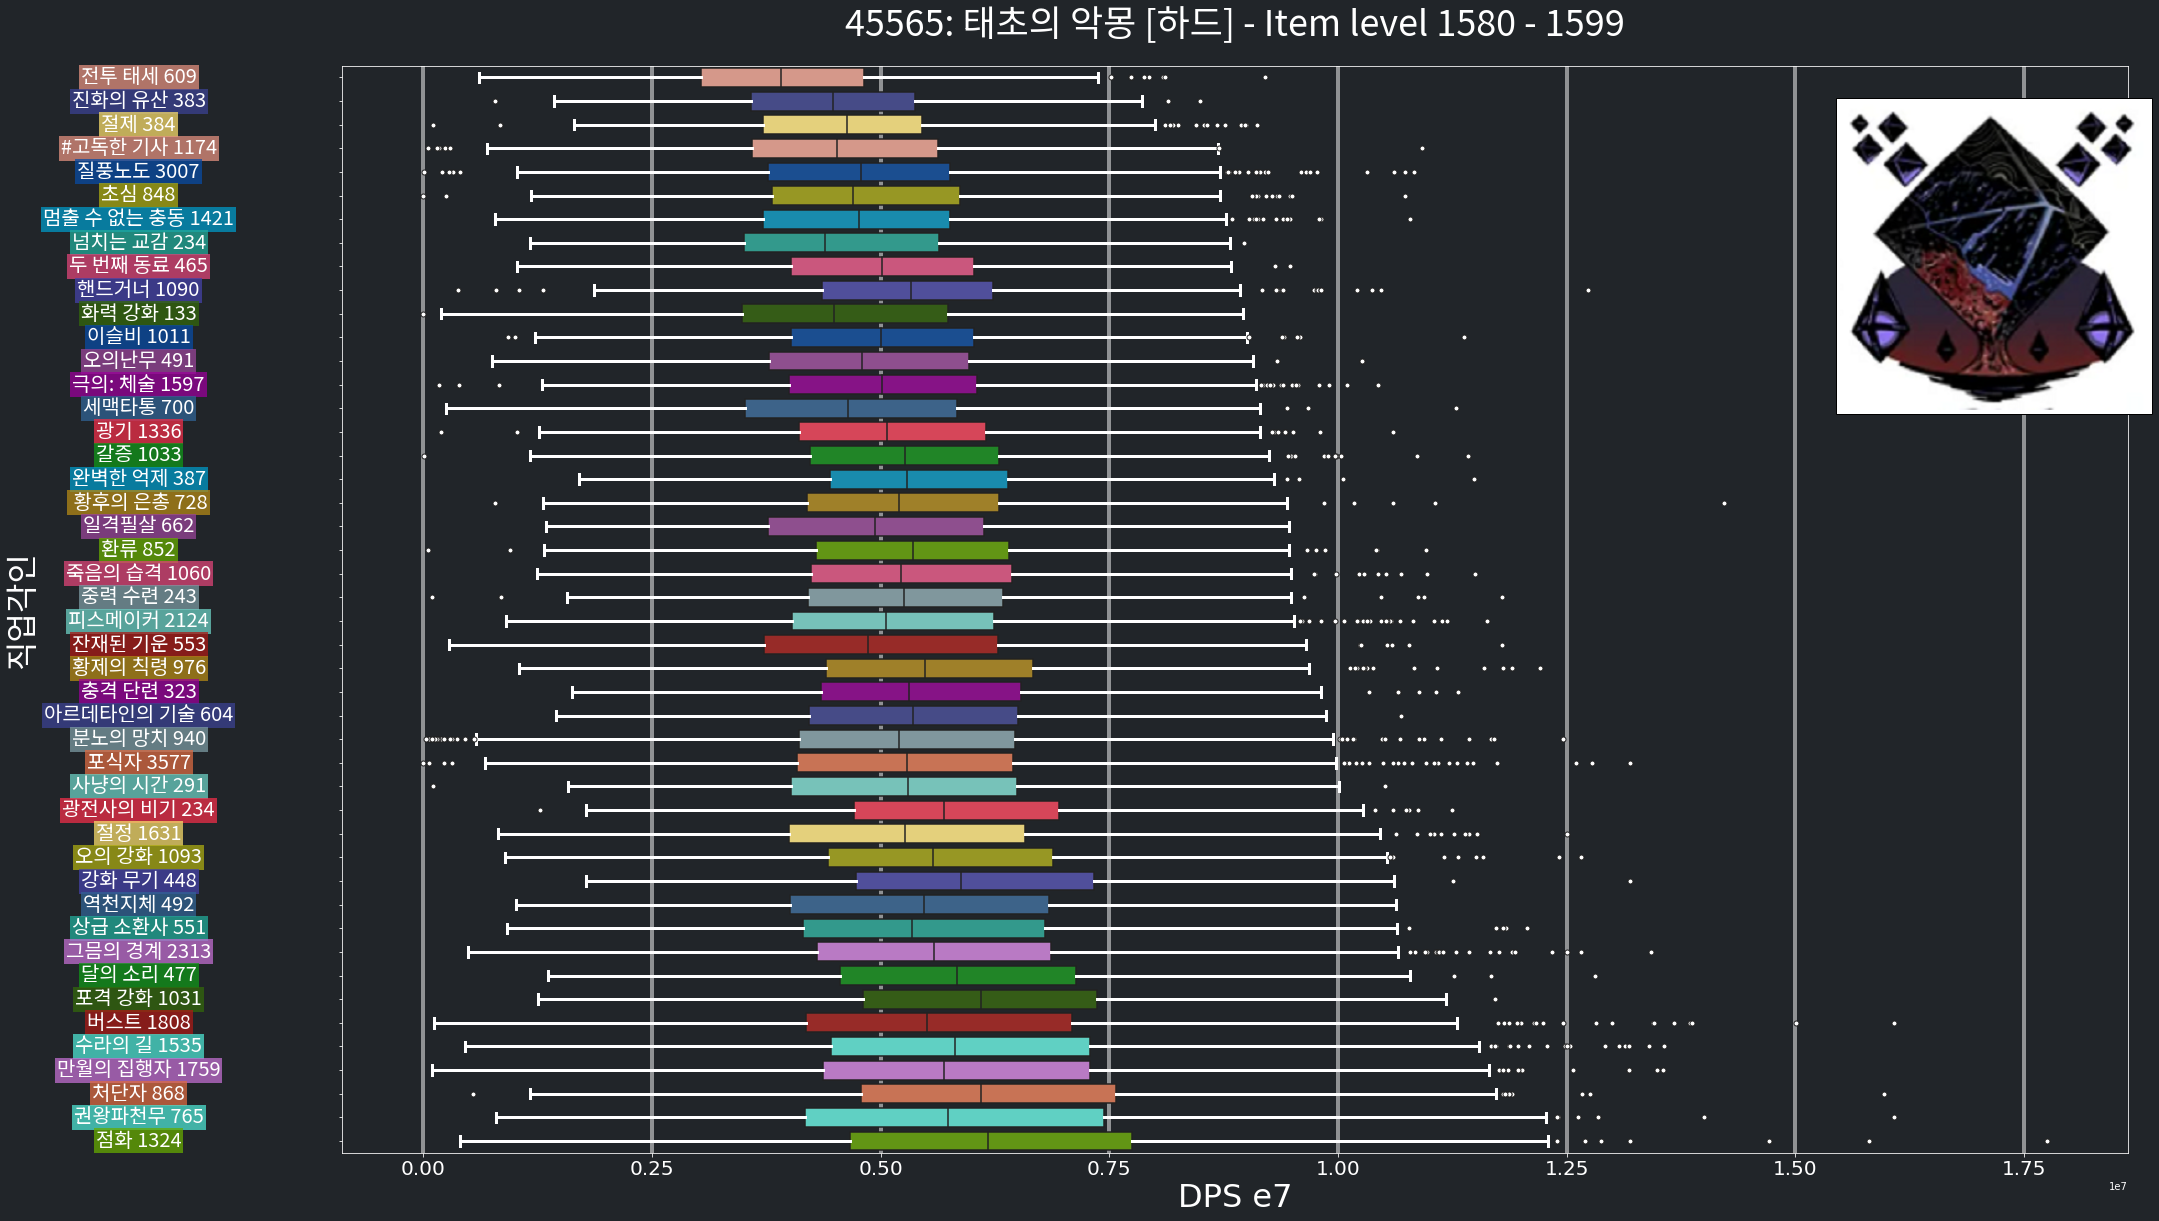 45565: 태초의 악몽 [하드] - Item level 1580 - 1599
직업각인
전투 태세 609
진화의 유산 383
절제 384
#고독한 기사 1174
질풍노도 3007
초심 848
멈출 수 없는 충동 1421
넘치는 교감 234
두 번째 동료 465
핸드거너 1090
화력 강화 133
이슬비 1011
오의난무 491
극의: 체술 1597
세맥타통 700
광기 1336
갈증 1033
완벽한 억제 387
황후의 은총 728
일격필살 662
환류 852
죽음의 습격 1060
중력 수련 243
피스메이커 2124
잔재된 기운 553
황제의 칙령 976
충격 단련 323
아르데타인의 기술 604
분노의 망치 940
포식자 3577
사냥의 시간 291
광전사의 비기 234
절정 1631
오의 강화 1093
강화 무기 448
역천지체 492
상급 소환사 551
그믐의 경계 2313
달의 소리 477
포격 강화 1031
버스트 1808
수라의 길 1535
만월의 집행자 1759
처단자 868
권왕파천무 765
점화 1324
0.00 0.25 0.50 0.75 1.00 1.25 1.50 1.75
1e7
DPS e7